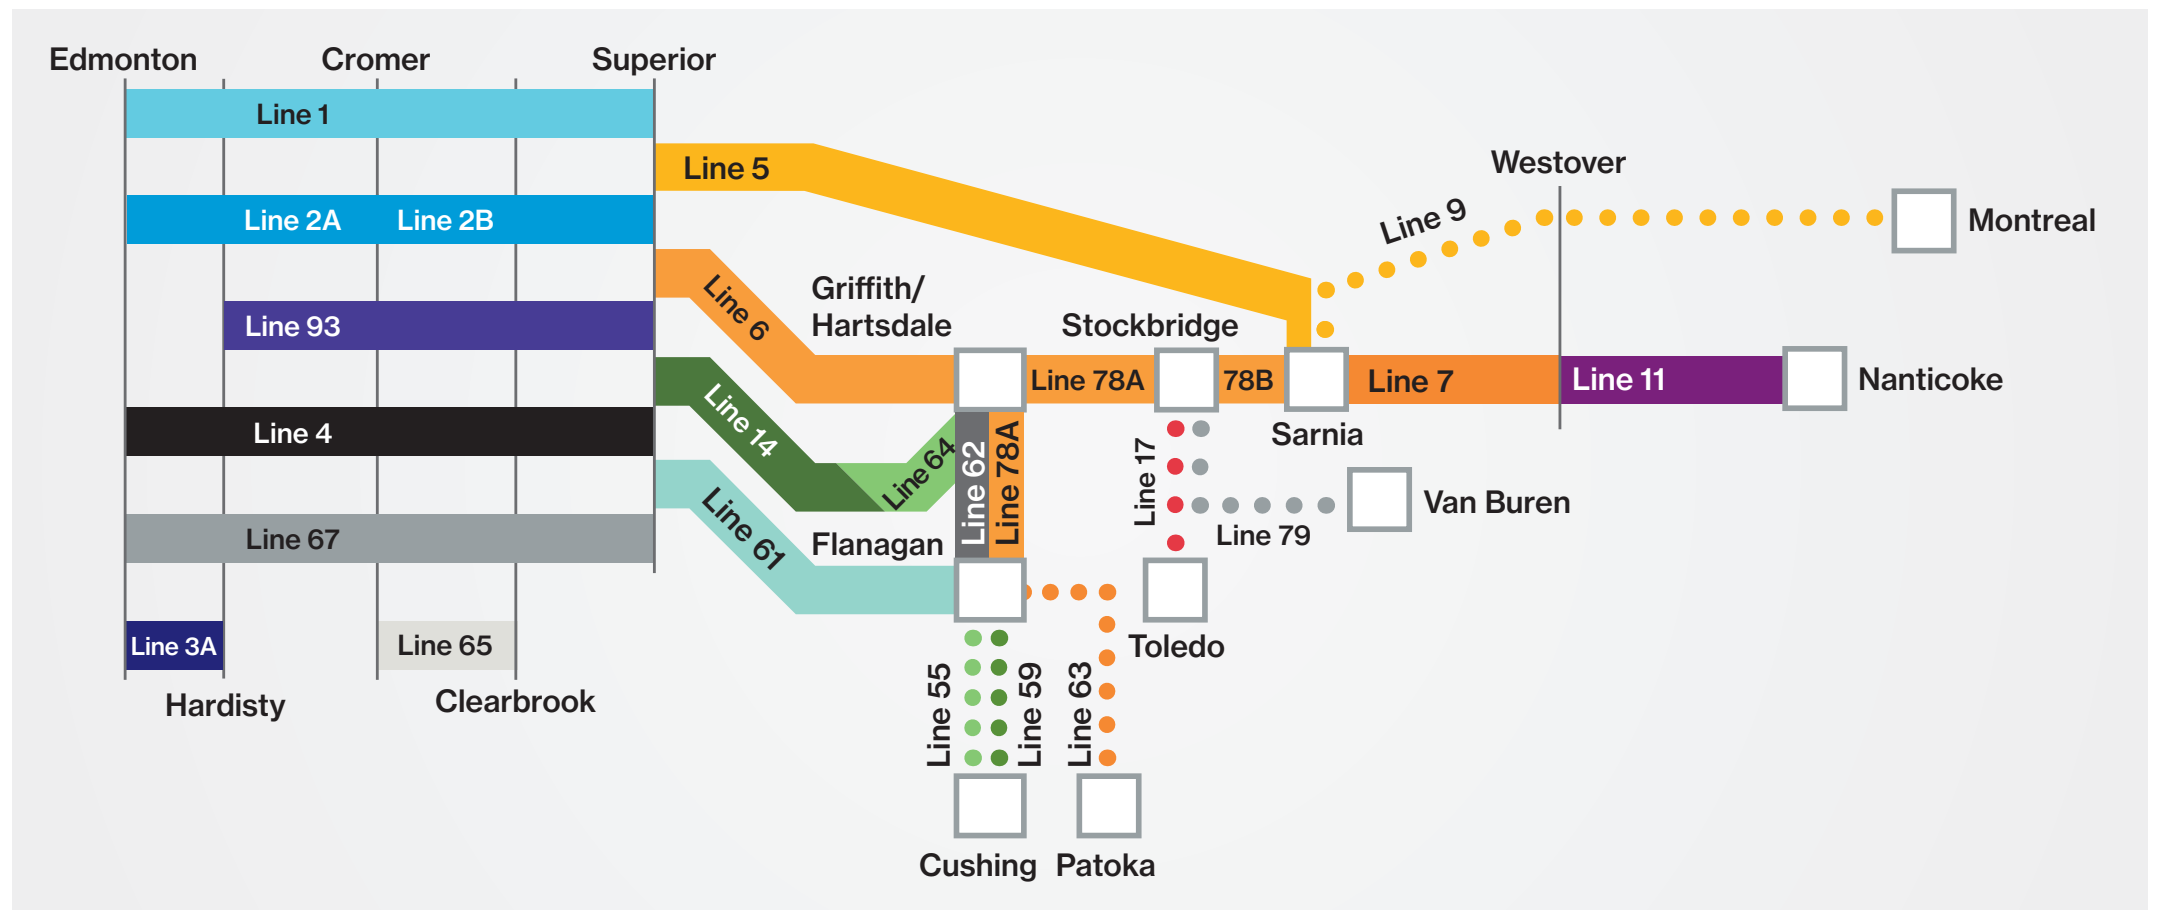 Edmonton
Cromer
Superior
Line 1
Line 5
Westover
Line 2A
Line 2B
Line 9
Montreal
Line 6
Griffith/
Hartsdale
Line 93
Stockbridge
Line 78A
78B
Line 7
Line 11
Nanticoke
Line 4
Line 14
Line 64
Line 62
Line 78A
Line 17
Sarnia
Van Buren
Line 79
Line 67
Line 61
Flanagan
Line 3A
Line 65
Toledo
Hardisty
Clearbrook
Line 55
Line 59
Line 63
Cushing
Patoka